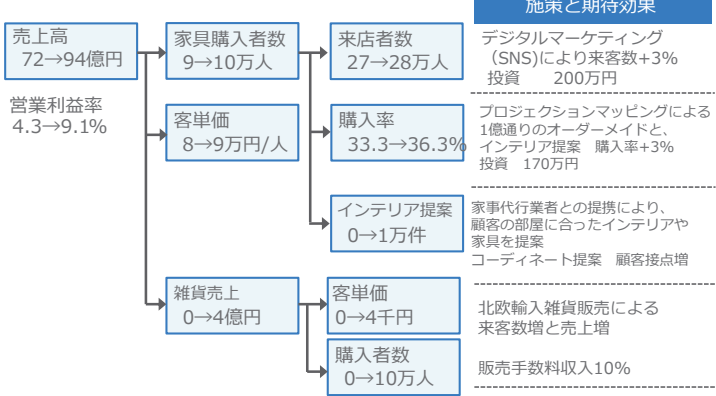 施策と期待効果
売上高
72→94億円
営業利益率
4.3→9.1%
家具購入者数
9→10万人
客単価
8→9万円/人
雑貨売上
0→4億円
来店者数
27→28万人
購入率
33.3→36.3%
インテリア提案
0→1万件
客単価
0→4千円
購入者数
0→10万人
デジタルマーケティング
(SNS)により来客数+3%
投資　200万円
プロジェクションマッピングによる
1億通りのオーダーメイドと、
インテリア提案　購入率+3%
投資　170万円
家事代行業者との提携により、
顧客の部屋に合ったインテリアや
家具を提案
コーディネート提案　顧客接点増
北欧輸入雑貨販売による
来客数増と売上増
販売手数料収入10%